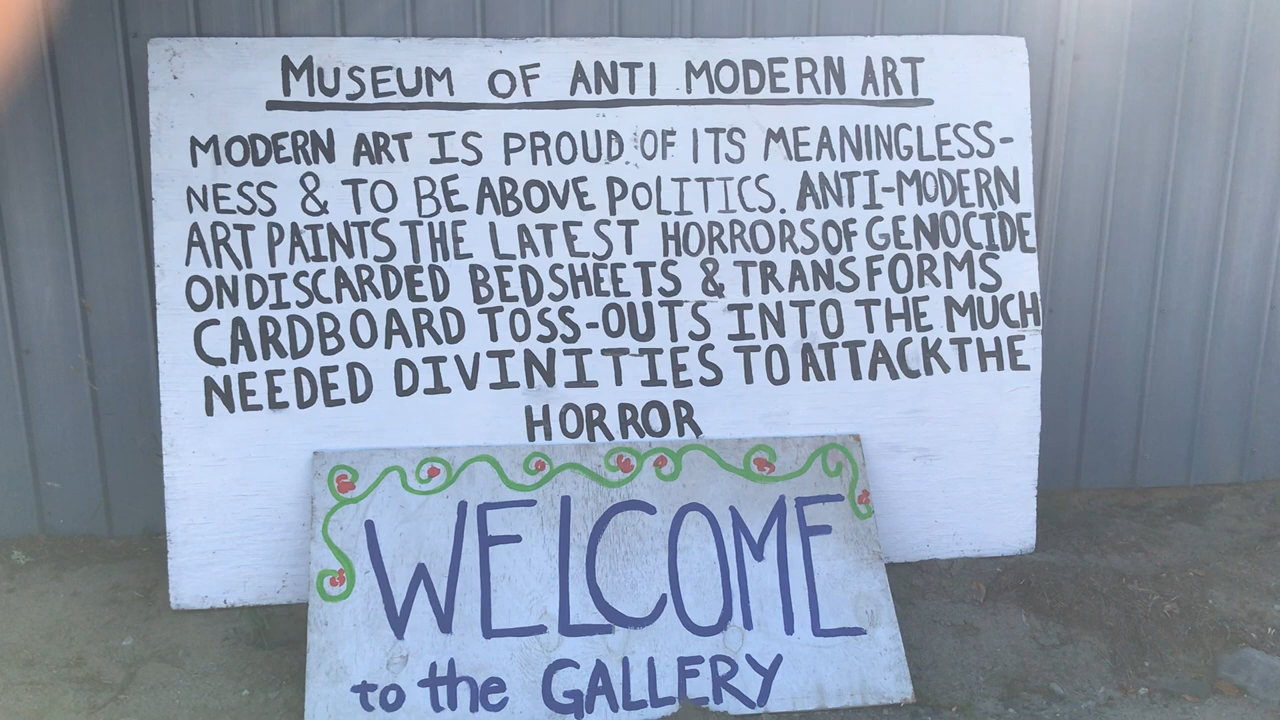 MUSEUM OF ANTI MODERN ART
MODERN ART IS PROUD OF ITS MEANINGLESS-
NESS & TO BE ABOVE POLITICS. ANTI-MODERN
ART PAINTS THE LATEST HORRORS OF GENOCIDE
ON DISCARDED BEDSHEETS & TRANSFORMS
CARDBOARD TOSS-OUTS INTO THE MUCH
NEEDED DIVINITIES TO ATTACK THE
HORROR
WELCOME
to the GALLERY